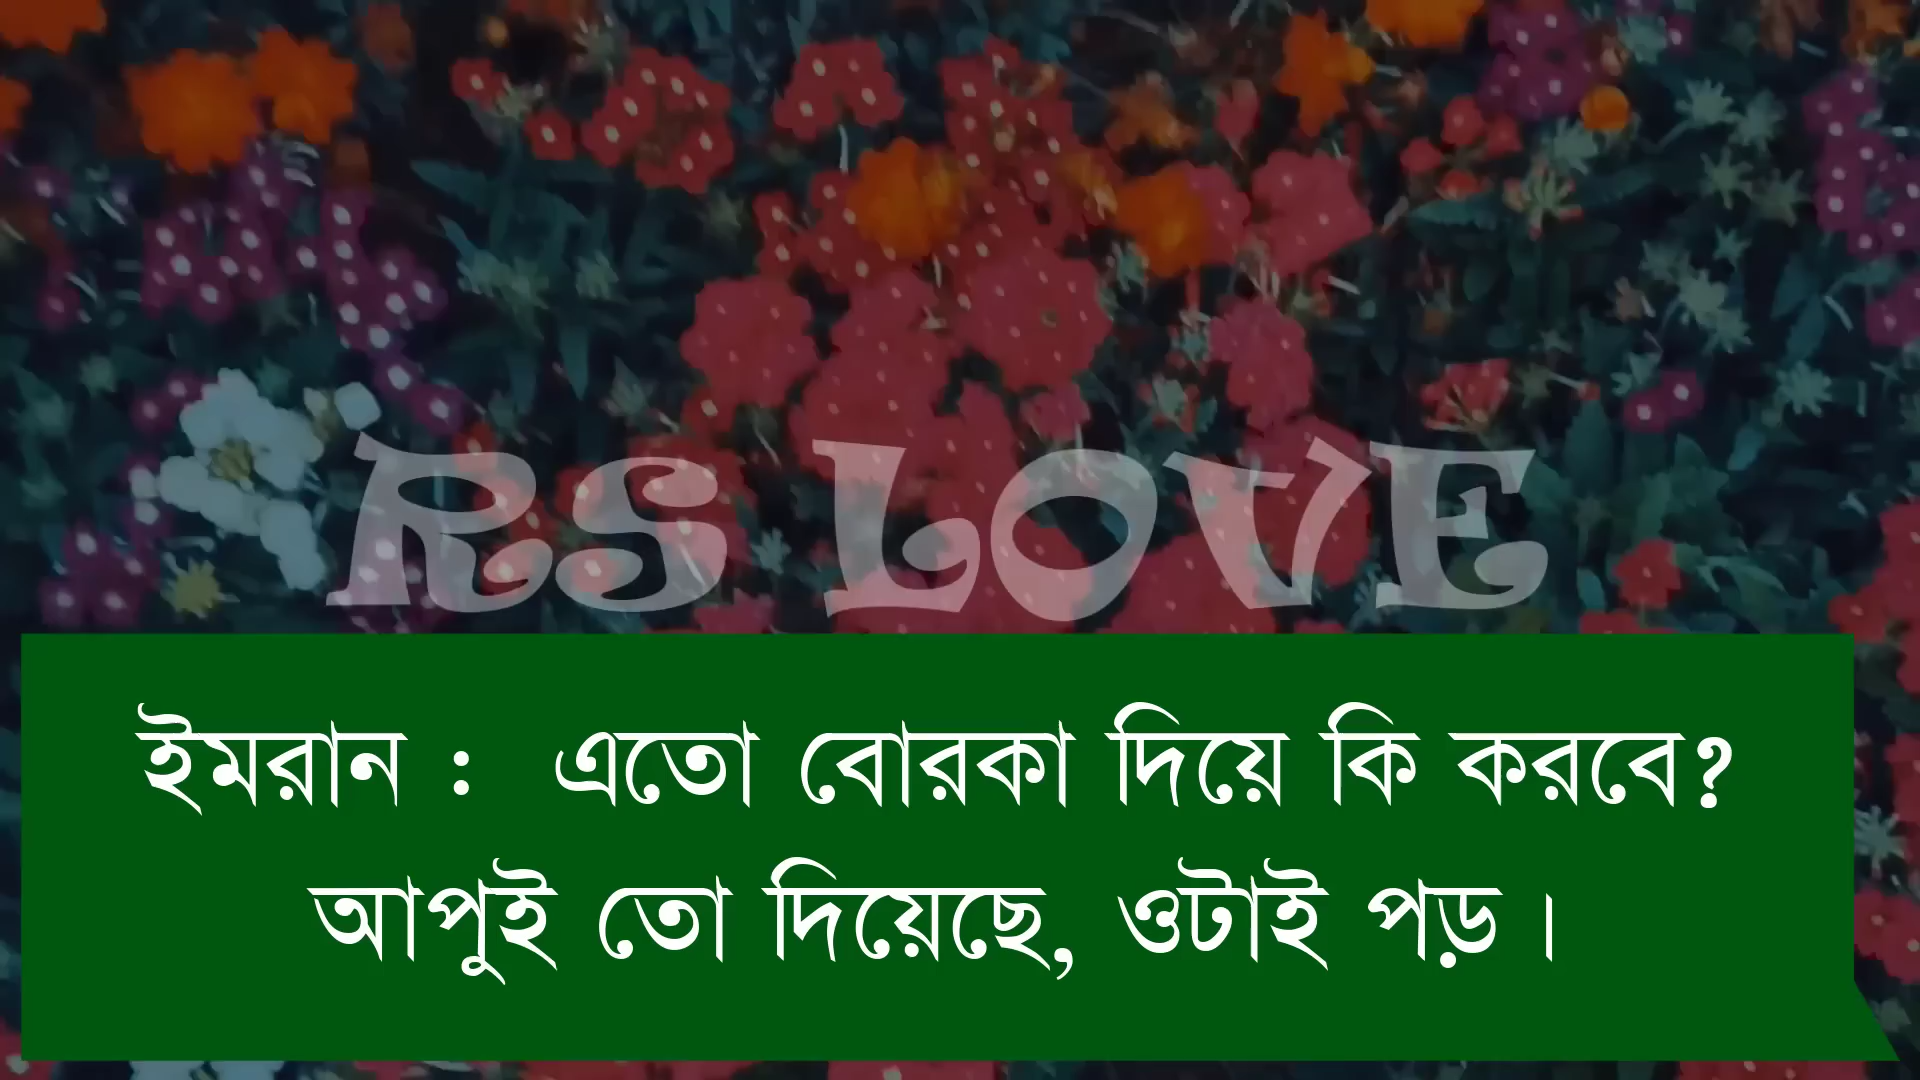 RS LOVE
ইমরান :  এতো বোরকা দিয়ে কি করবে?
আপুই তো দিয়েছে, ওটাই পড়।